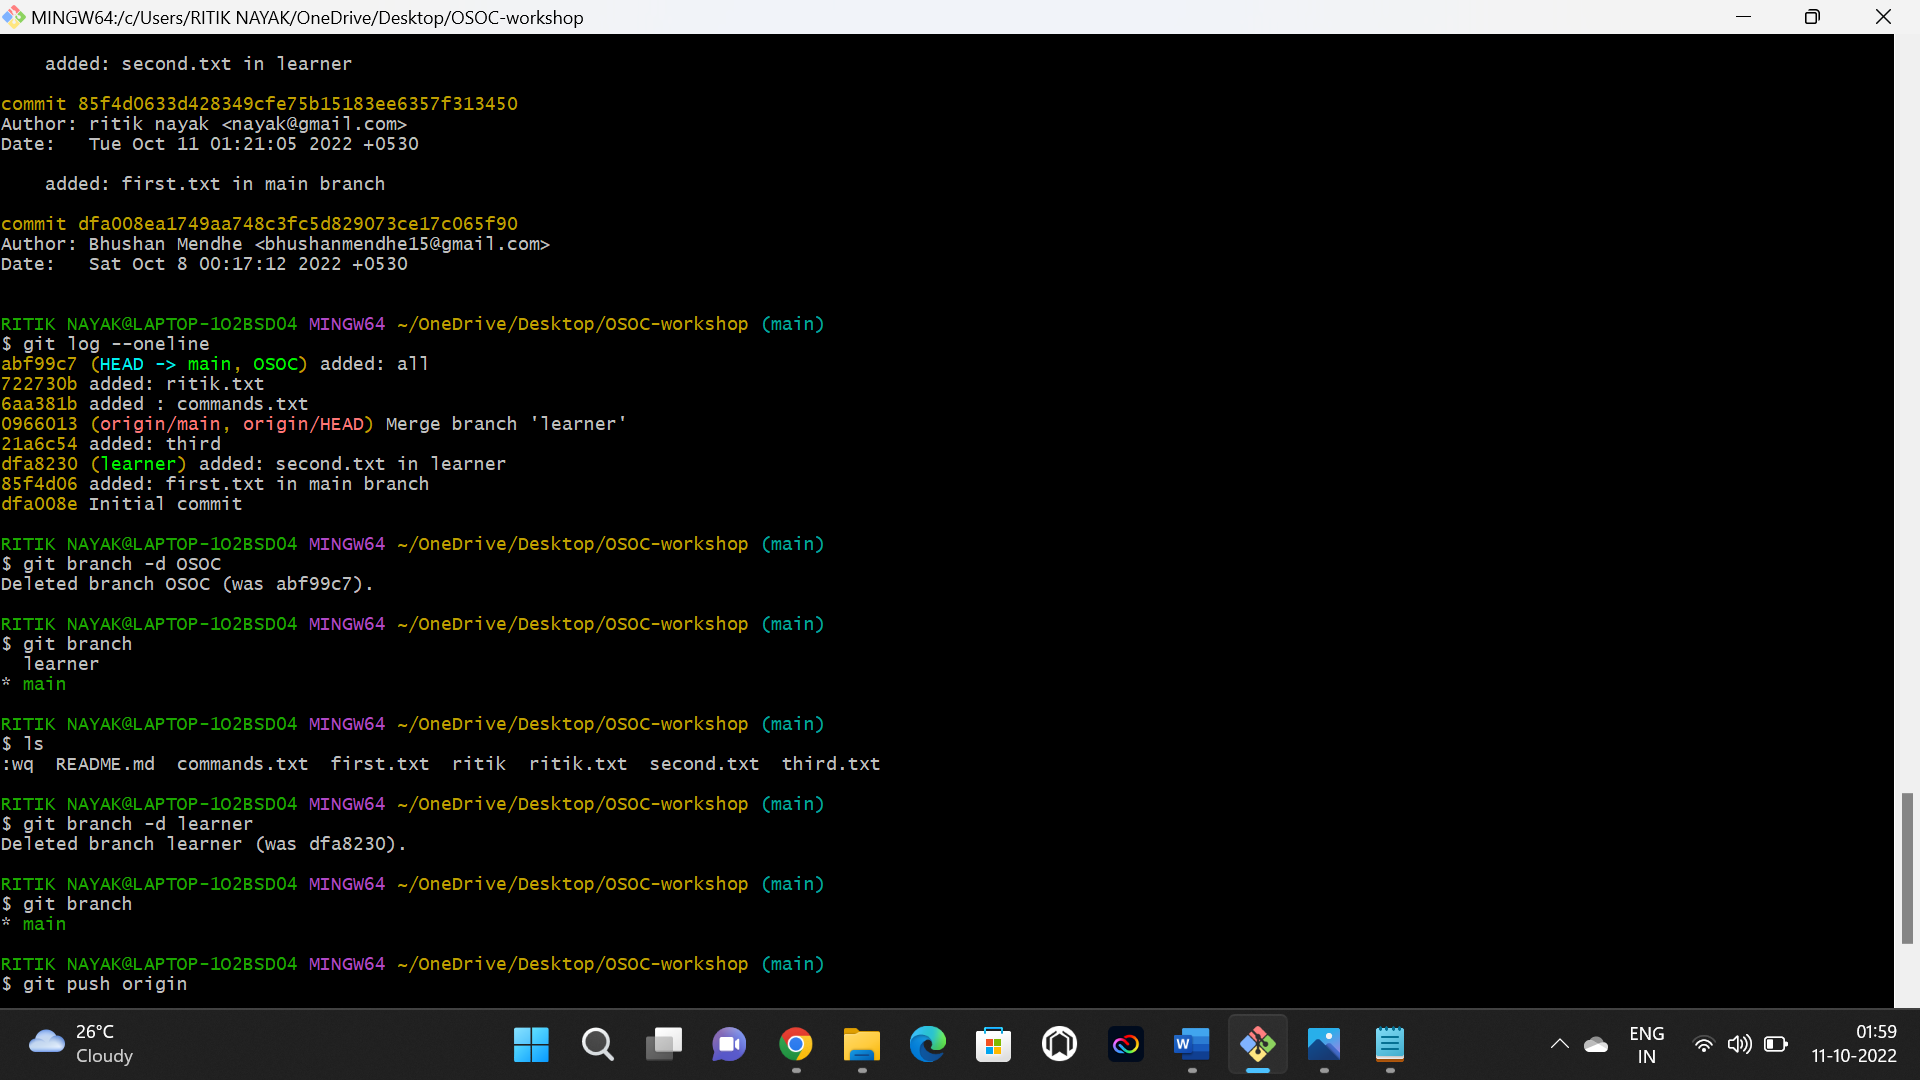 MINGW64:/c/Users/RITIK NAYAK/OneDrive/Desktop/OSOC-workshop
added: second.txt in learner
commit 85f4d0633d428349cfe75b15183ee6357f313450
Author: ritik nayak <nayak@gmail.com>
Date:   Tue Oct 11 01:21:05 2022 +0530
added: first.txt in main branch
commit dfa008ea1749aa748c3fc5d829073ce17c065f90
Author: Bhushan Mendhe <bhushanmendhe15@gmail.com>
Date:   Sat Oct 8 00:17:12 2022 +0530
RITIK NAYAK@LAPTOP-1O2BSD04 MINGW64 ~/OneDrive/Desktop/OSOC-workshop (main)
$ git log --oneline
abf99c7 (HEAD -> main, OSOC) added: all
722730b added: ritik.txt
6aa381b added : commands.txt
0966013 (origin/main, origin/HEAD) Merge branch 'learner'
21a6c54 added: third
dfa8230 (learner) added: second.txt in learner
85f4d06 added: first.txt in main branch
dfa008e Initial commit
RITIK NAYAK@LAPTOP-1O2BSD04 MINGW64 ~/OneDrive/Desktop/OSOC-workshop (main)
$ git branch -d OSOC
Deleted branch OSOC (was abf99c7).
RITIK NAYAK@LAPTOP-1O2BSD04 MINGW64 ~/OneDrive/Desktop/OSOC-workshop (main)
$ git branch
  learner
* main
RITIK NAYAK@LAPTOP-1O2BSD04 MINGW64 ~/OneDrive/Desktop/OSOC-workshop (main)
$ ls
:wq  README.md  commands.txt  first.txt  ritik  ritik.txt  second.txt  third.txt
RITIK NAYAK@LAPTOP-1O2BSD04 MINGW64 ~/OneDrive/Desktop/OSOC-workshop (main)
$ git branch -d learner
Deleted branch learner (was dfa8230).
RITIK NAYAK@LAPTOP-1O2BSD04 MINGW64 ~/OneDrive/Desktop/OSOC-workshop (main)
$ git branch
* main
RITIK NAYAK@LAPTOP-1O2BSD04 MINGW64 ~/OneDrive/Desktop/OSOC-workshop (main)
$ git push origin
26°C
Cloudy
W
ENG
IN
01:59
11-10-2022